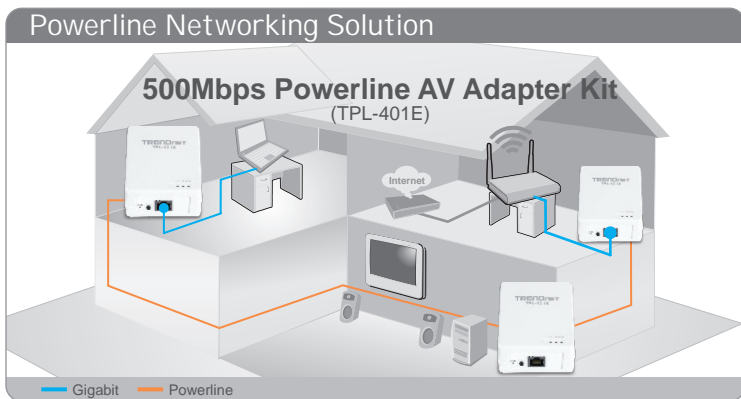 Powerline Networking Solution
500Mbps Powerline AV Adapter Kit
(TPL-401E)
TRENDnet
TRENDnet
Internet
TRENDnet
Gigabit
Powerline